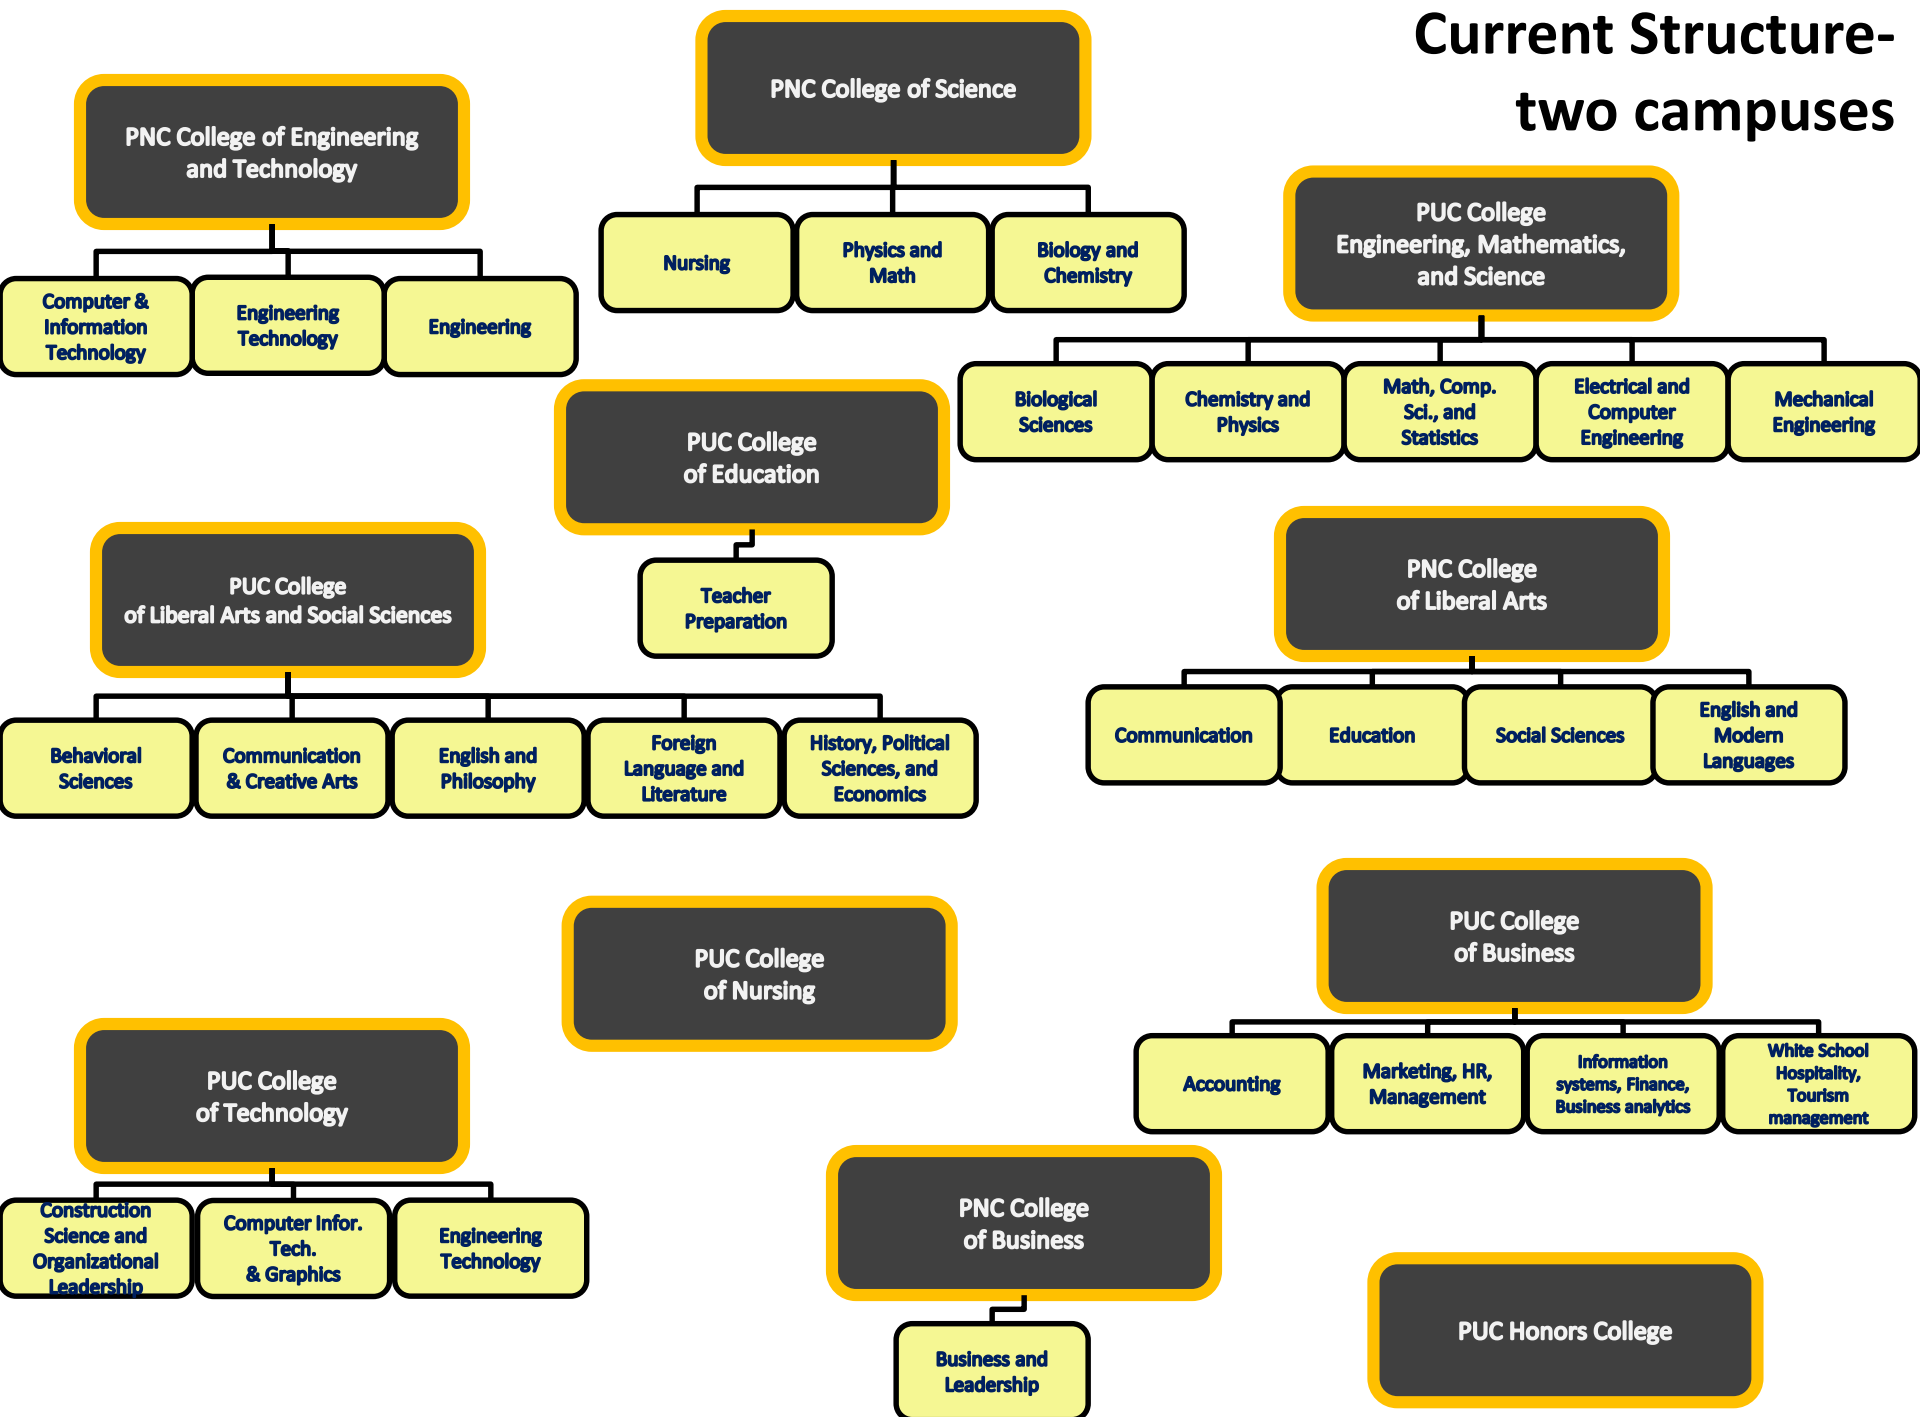 Current Structure-
two campuses
PNC College of Science
Nursing
Physics and
Math
Biology and
Chemistry
PNC College of Engineering
and Technology
Computer &
Information
Technology
Engineering
Technology
Engineering
PUC College
Engineering, Mathematics,
and Science
Biological
Sciences
Chemistry and
Physics
Math, Comp.
Sci., and
Statistics
Electrical and
Computer
Engineering
Mechanical
Engineering
PUC College
of Education
Teacher
Preparation
PUC College
of Liberal Arts and Social Sciences
Behavioral
Sciences
Communication
& Creative Arts
English and
Philosophy
Foreign
Language and
Literature
History, Political
Sciences, and
Economics
PNC College
of Liberal Arts
Communication
Education
Social Sciences
English and
Modern
Languages
PUC College
of Nursing
PUC College
of Business
Accounting
Marketing, HR,
Management
Information
systems, Finance,
Business analytics
White School
Hospitality,
Tourism
management
PUC College
of Technology
Construction
Science and
Organizational
Leadership
Computer Infor.
Tech.
& Graphics
Engineering
Technology
PNC College
of Business
Business and
Leadership
PUC Honors College